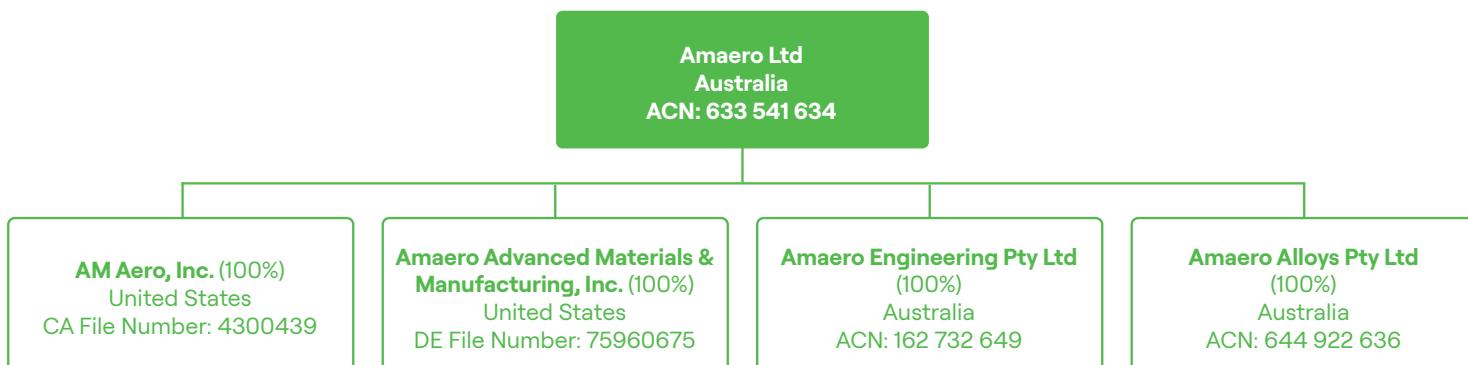 Amaero Ltd
Australia
ACN: 633 541 634
AM Aero, Inc. (100%)
United States
CA File Number: 4300439
Amaero Advanced Materials &
Manufacturing, Inc. (100%)
United States
DE File Number: 75960675
Amaero Engineering Pty Ltd
(100%)
Australia
ACN: 162 732 649
Amaero Alloys Pty Ltd
(100%)
Australia
ACN: 644 922 636